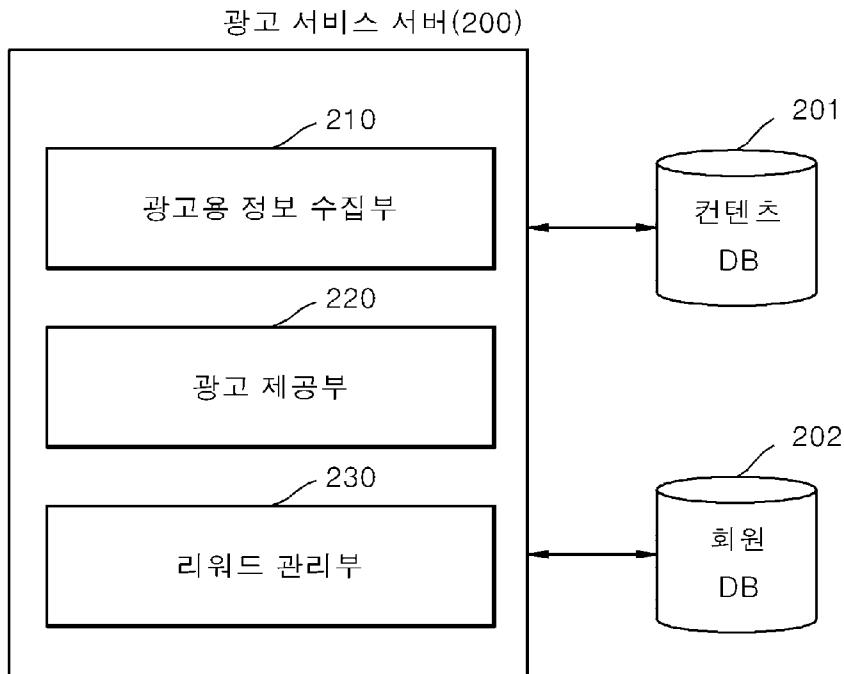 광고 서비스 서버(200)
210
광고용 정보 수집부
220
광고 제공부
230
리워드 관리부
201
컨텐츠
DB
202
회원
DB